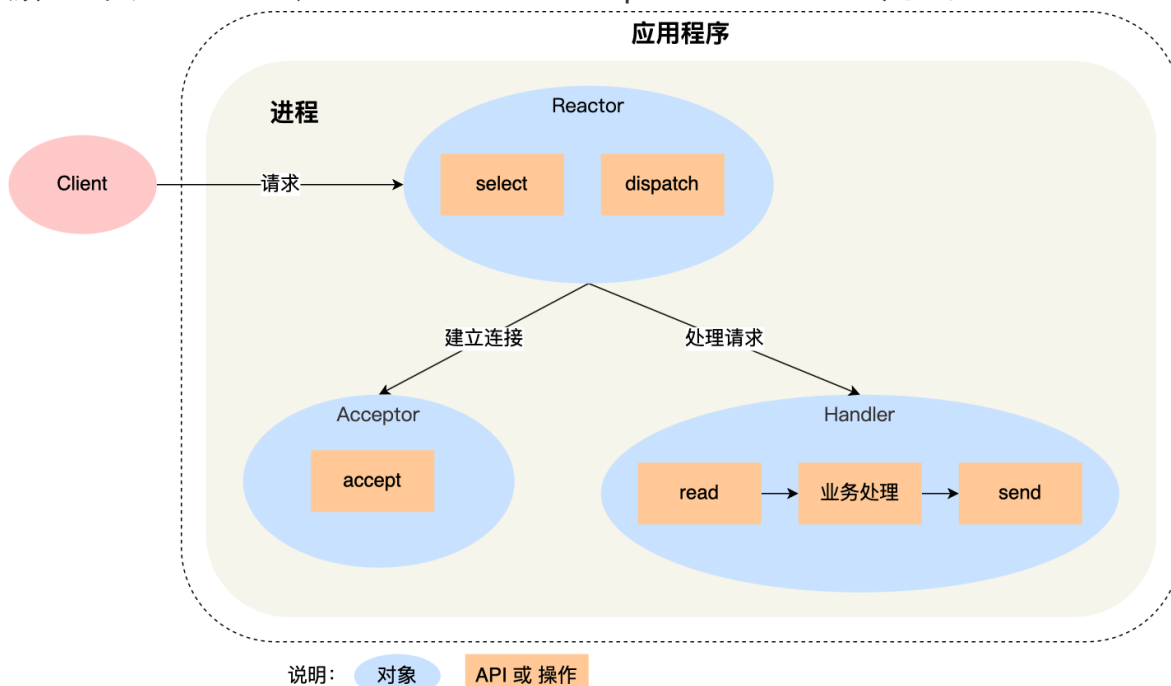 应用程序
进程
Reactor
select
dispatch
Client
请求
建立连接
处理请求
Acceptor
accept
Handler
read
业务处理
send
说明：
对象
API 或 操作